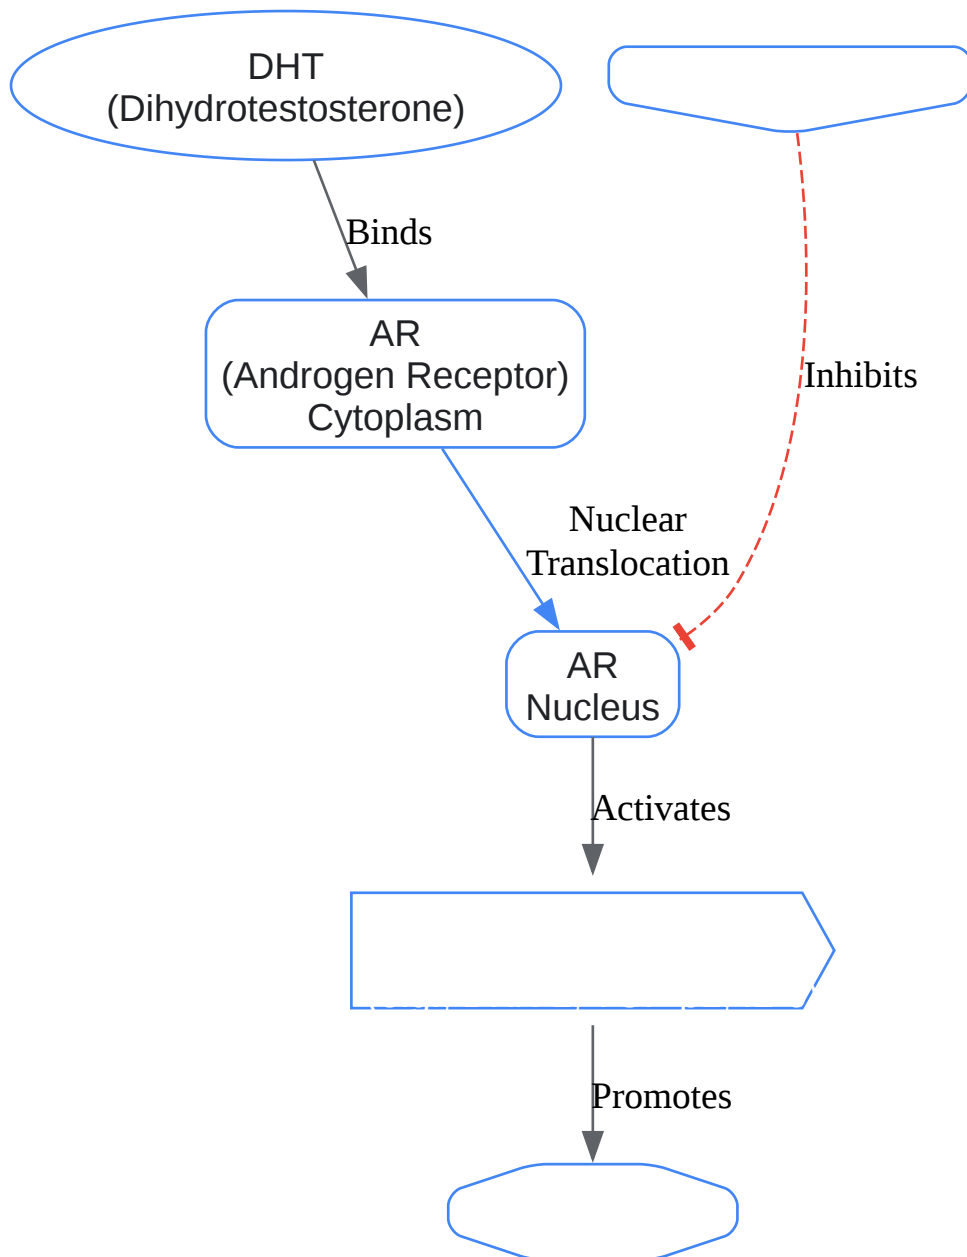 DHT
(Dihydrotestosterone)
Binds
AR
(Androgen Receptor)
Cytoplasm
Inhibits
Nuclear
Translocation
AR
Nucleus
Activates
Promotes